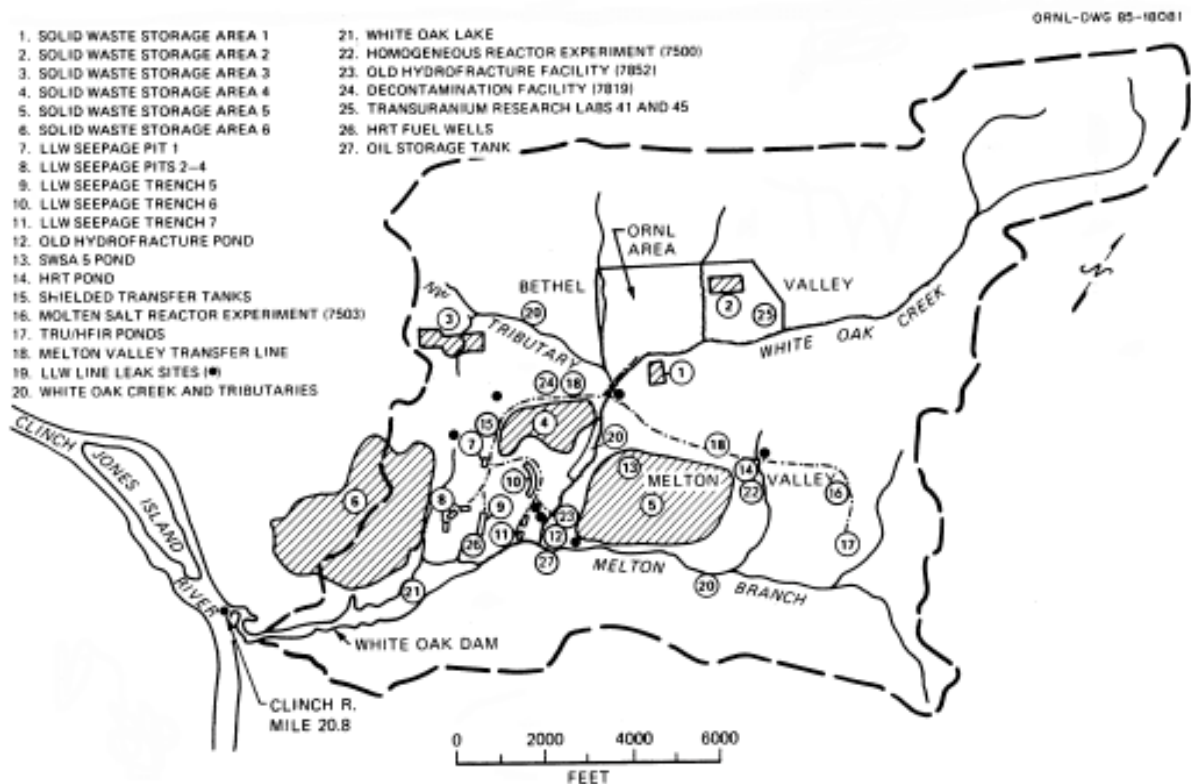 ORNL-DWG 85-18081
1. SOLID WASTE STORAGE AREA 1
2. SOLID WASTE STORAGE AREA 2
3. SOLID WASTE STORAGE AREA 3
4. SOLID WASTE STORAGE AREA 4
5. SOLID WASTE STORAGE AREA 5
6. SOLID WASTE STORAGE AREA 6
7. LLW SEEPAGE PIT 1
8. LLW SEEPAGE PITS 2-4
9. LLW SEEPAGE TRENCH 5
10. LLW SEEPAGE TRENCH 6
11. LLW SEEPAGE TRENCH 7
12. OLD HYDROFRACTURE POND
13. SWSA 5 POND
14. HRT POND
15. SHIELDED TRANSFER TANKS
16. MOLTEN SALT REACTOR EXPERIMENT (7503)
17. TRU/HFIR PONDS
18. MELTON VALLEY TRANSFER LINE
19. LLW LINE LEAK SITES (●)
20. WHITE OAK CREEK AND TRIBUTARIES
21. WHITE OAK LAKE
22. HOMOGENEOUS REACTOR EXPERIMENT (7500)
23. OLD HYDROFRACTURE FACILITY (7852)
24. DECONTAMINATION FACILITY (7819)
25. TRANSURANIUM RESEARCH LABS 41 AND 45
26. HRT FUEL WELLS
27. OIL STORAGE TANK
ORNL
AREA
N
BETHEL
VALLEY
NW
TRIBUTARY
20
2
25
3
WHITE OAK CREEK
1
24
18
4
15
7
20
18
13
MELTON
VALLEY
14
22
16
17
5
6
8
10
9
23
11
12
26
27
MELTON
BRANCH
20
21
CLINCH
JONES ISLAND
RIVER
WHITE OAK DAM
CLINCH R.
MILE 20.8
0 2000 4000 6000
FEET